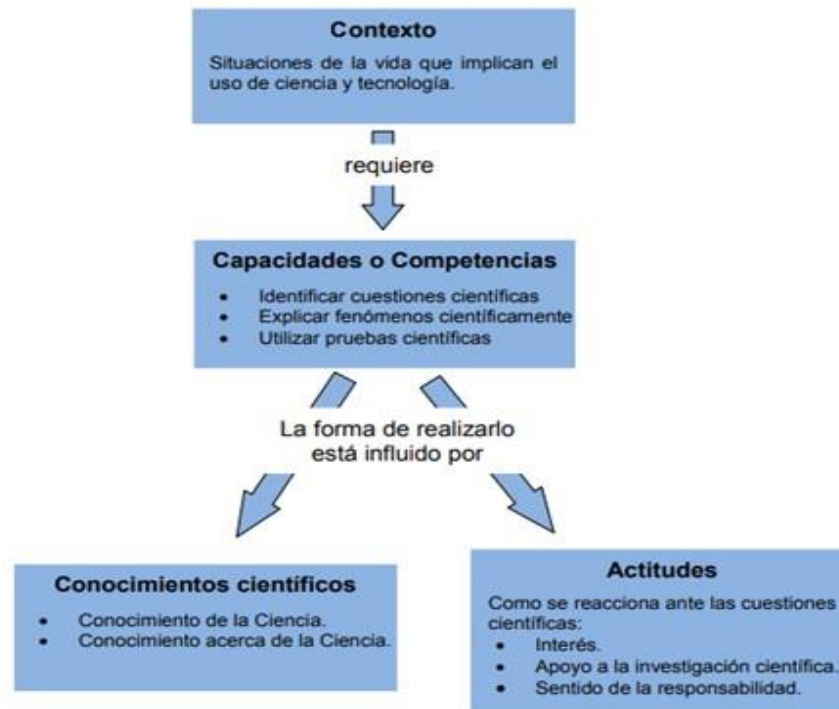 Contexto
Situaciones de la vida que implican el
uso de ciencia y tecnología.
requiere
Capacidades o Competencias
• Identificar cuestiones científicas
• Explicar fenómenos científicamente
• Utilizar pruebas científicas
La forma de realizarlo
está influido por
Conocimientos científicos
• Conocimiento de la Ciencia.
• Conocimiento acerca de la Ciencia.
Actitudes
Como se reacciona ante las cuestiones
científicas:
• Interés.
• Apoyo a la investigación científica.
• Sentido de la responsabilidad.